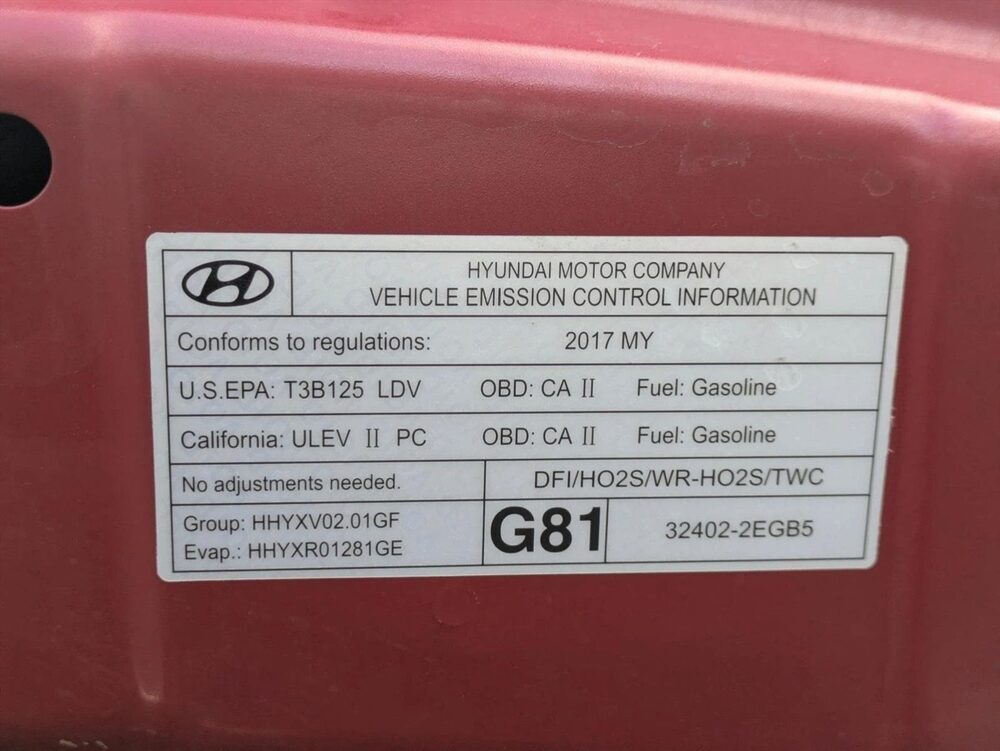 HYUNDAI MOTOR COMPANY
VEHICLE EMISSION CONTROL INFORMATION
Conforms to regulations: 2017 MY
U.S.EPA: T3B125 LDV OBD: CA II Fuel: Gasoline
California: ULEV II PC OBD: CA II Fuel: Gasoline
No adjustments needed. DFI/HO2S/WR-HO2S/TWC
Group: HHYXV02.01GF
Evap.: HHYXR01281GE
G81
32402-2EGB5